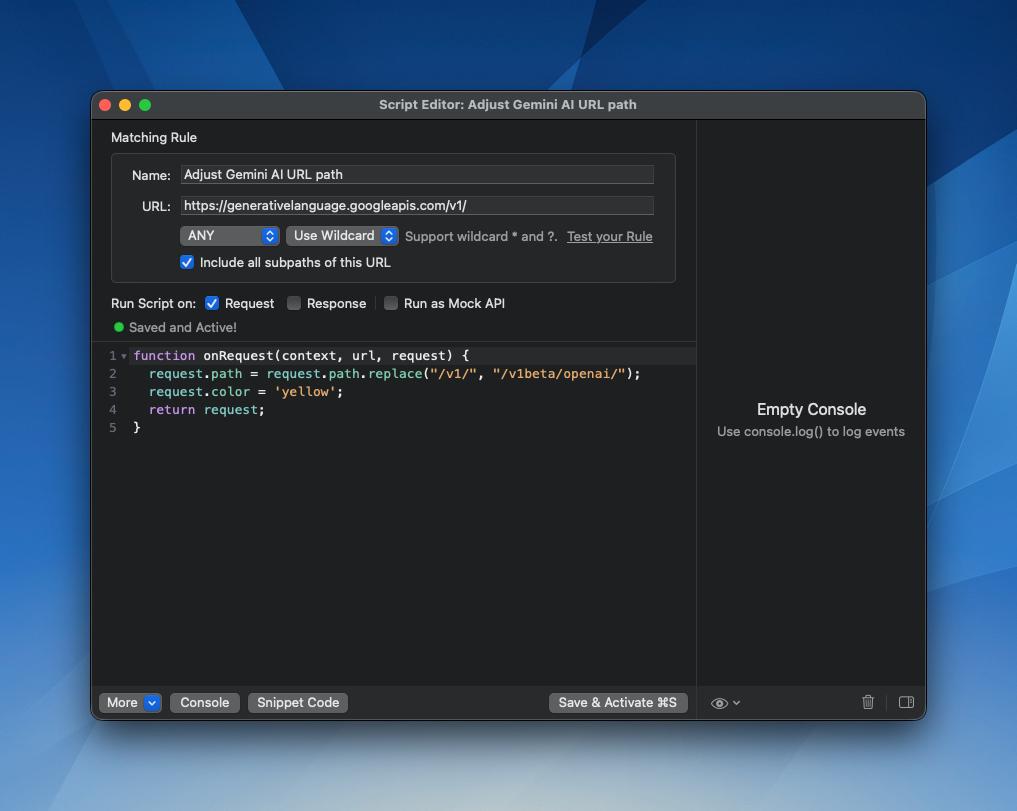 Script Editor: Adjust Gemini AI URL path
Matching Rule
Name: Adjust Gemini AI URL path
URL: https://generativelanguage.googleapis.com/v1/
ANY Use Wildcard Support wildcard * and ?. Test your Rule
Include all subpaths of this URL
Run Script on: Request Response Run as Mock API
Saved and Active!
1 function onRequest(context, url, request) {
2 request.path = request.path.replace("/v1/", "/v1beta/openai/");
3 request.color = 'yellow';
4 return request;
5 }
Empty Console
Use console.log() to log events
More Console Snippet Code Save & Activate ⌘S